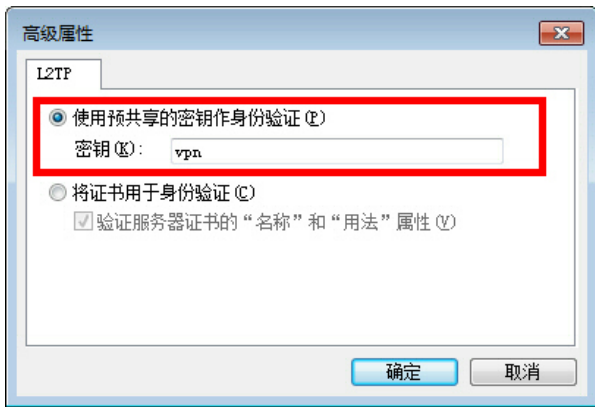 高级属性
L2TP
使用预共享的密钥作身份验证(P)
密钥(K): vpn
将证书用于身份验证(C)
验证服务器证书的“名称”和“用法”属性(V)
确定 取消